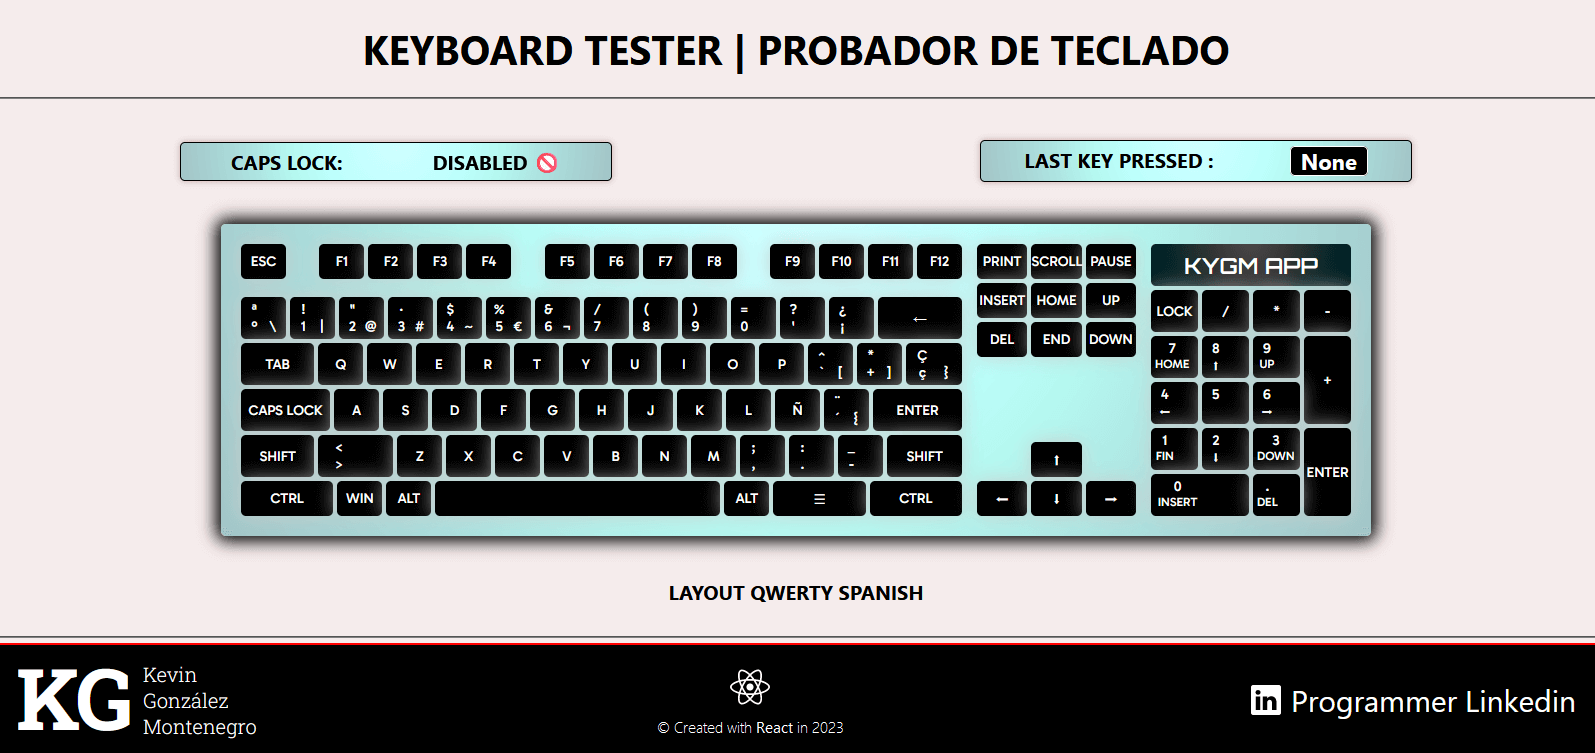 KEYBOARD TESTER | PROBADOR DE TECLADO
CAPS LOCK: DISABLED
LAST KEY PRESSED : None
ESC F1 F2 F3 F4 F5 F6 F7 F8 F9 F10 F11 F12 PRINT SCROLL PAUSE KYGM APP
INSERT HOME UP
ª ! " · $ % & / ( ) = ? ¿
º \ 1 | 2 @ 3 # 4 ~ 5 € 6 ¬ 7 8 9 0 ' ¡ ←
LOCK / * -
DEL END DOWN
TAB Q W E R T Y U I O P ^ ` [ * + ] Ç ç }
7 HOME 8 ↑ 9 UP +
CAPS LOCK A S D F G H J K L Ñ ¨ ´ { ENTER
4 ← 5 6 →
SHIFT < > Z X C V B N M ; , : . _ - SHIFT
↑
1 FIN 2 ↓ 3 DOWN ENTER
CTRL WIN ALT ALT ☰ CTRL
← ↓ →
0 INSERT . DEL
LAYOUT QWERTY SPANISH
KG
Kevin
González
Montenegro
© Created with React in 2023
in Programmer Linkedin